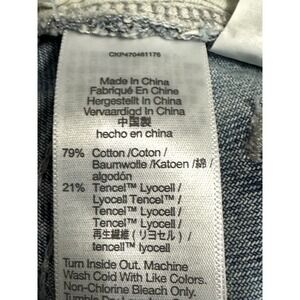 CKP470461176
Made In China
Fabriqué En Chine
Hergestellt In China
Vervaardigd In China
中国製
hecho en china
79% Cotton /Coton /
Baumwolle /Katoen /綿 /
algodón
21% Tencel™ Lyocell /
Lyocell Tencel™ /
Tencel™ Lyocell /
Tencel™ Lyocell /
再生繊維 (リヨセル) /
tencell™ lyocell
Turn Inside Out. Machine
Wash Cold With Like Colors.
Non-Chlorine Bleach Only.